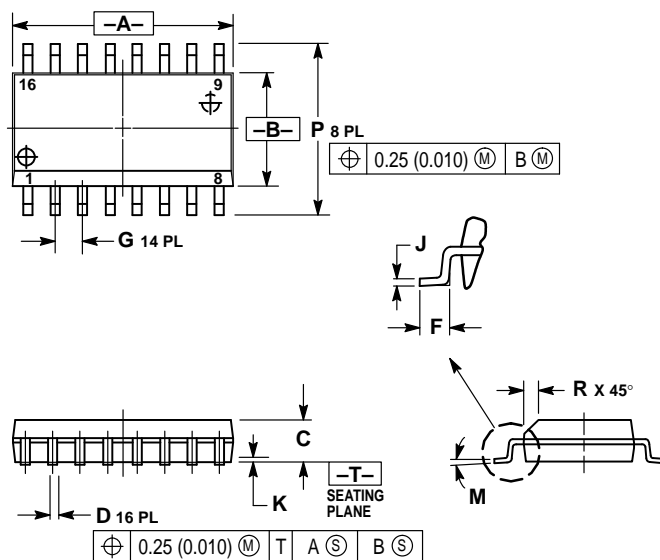 –A–
16
9
–B–
P 8 PL
⌖ 0.25 (0.010) Ⓜ B Ⓜ
1
8
G 14 PL
J
F
R X 45°
C
–T–
SEATING
PLANE
K
M
D 16 PL
⌖ 0.25 (0.010) Ⓜ T A Ⓢ B Ⓢ